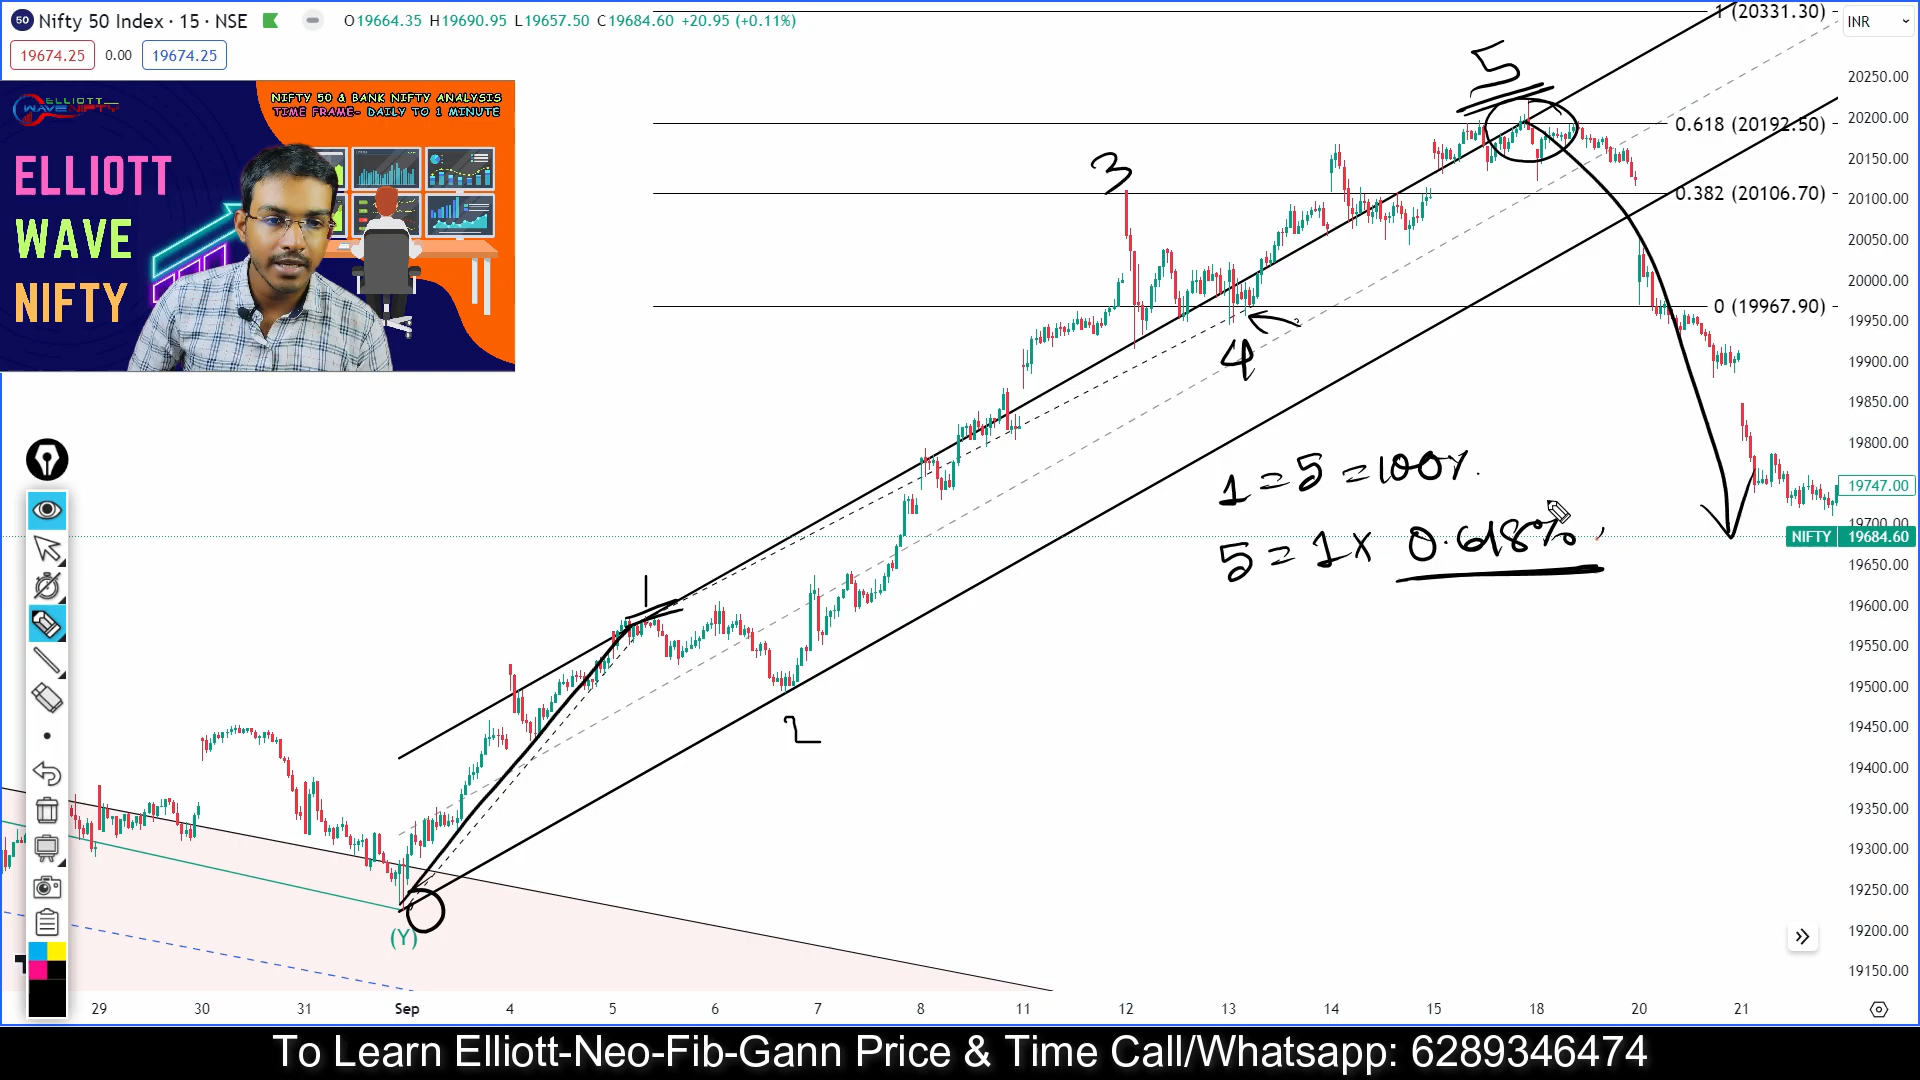 50 Nifty 50 Index · 15 · NSE
O19664.35 H19690.95 L19657.50 C19684.60 +20.95 (+0.11%)
19674.25 0.00 19674.25
INR
ELLIOTT
WAVE NIFTY
NIFTY 50 & BANK NIFTY ANALYSIS
TIME FRAME- DAILY TO 1 MINUTE
ELLIOTT
WAVE
NIFTY
1 (20331.30)
0.618 (20192.50)
0.382 (20106.70)
0 (19967.90)
5
3
4
1
2
1 = 5 = 100%.
5 = 1 x 0.618%
(Y)
20250.00
20200.00
20150.00
20100.00
20050.00
20000.00
19950.00
19900.00
19850.00
19800.00
19747.00
19700.00
NIFTY 19684.60
19650.00
19600.00
19550.00
19500.00
19450.00
19400.00
19350.00
19300.00
19250.00
19200.00
19150.00
29 30 31 Sep 4 5 6 7 8 11 12 13 14 15 18 20 21
To Learn Elliott-Neo-Fib-Gann Price & Time Call/Whatsapp: 6289346474